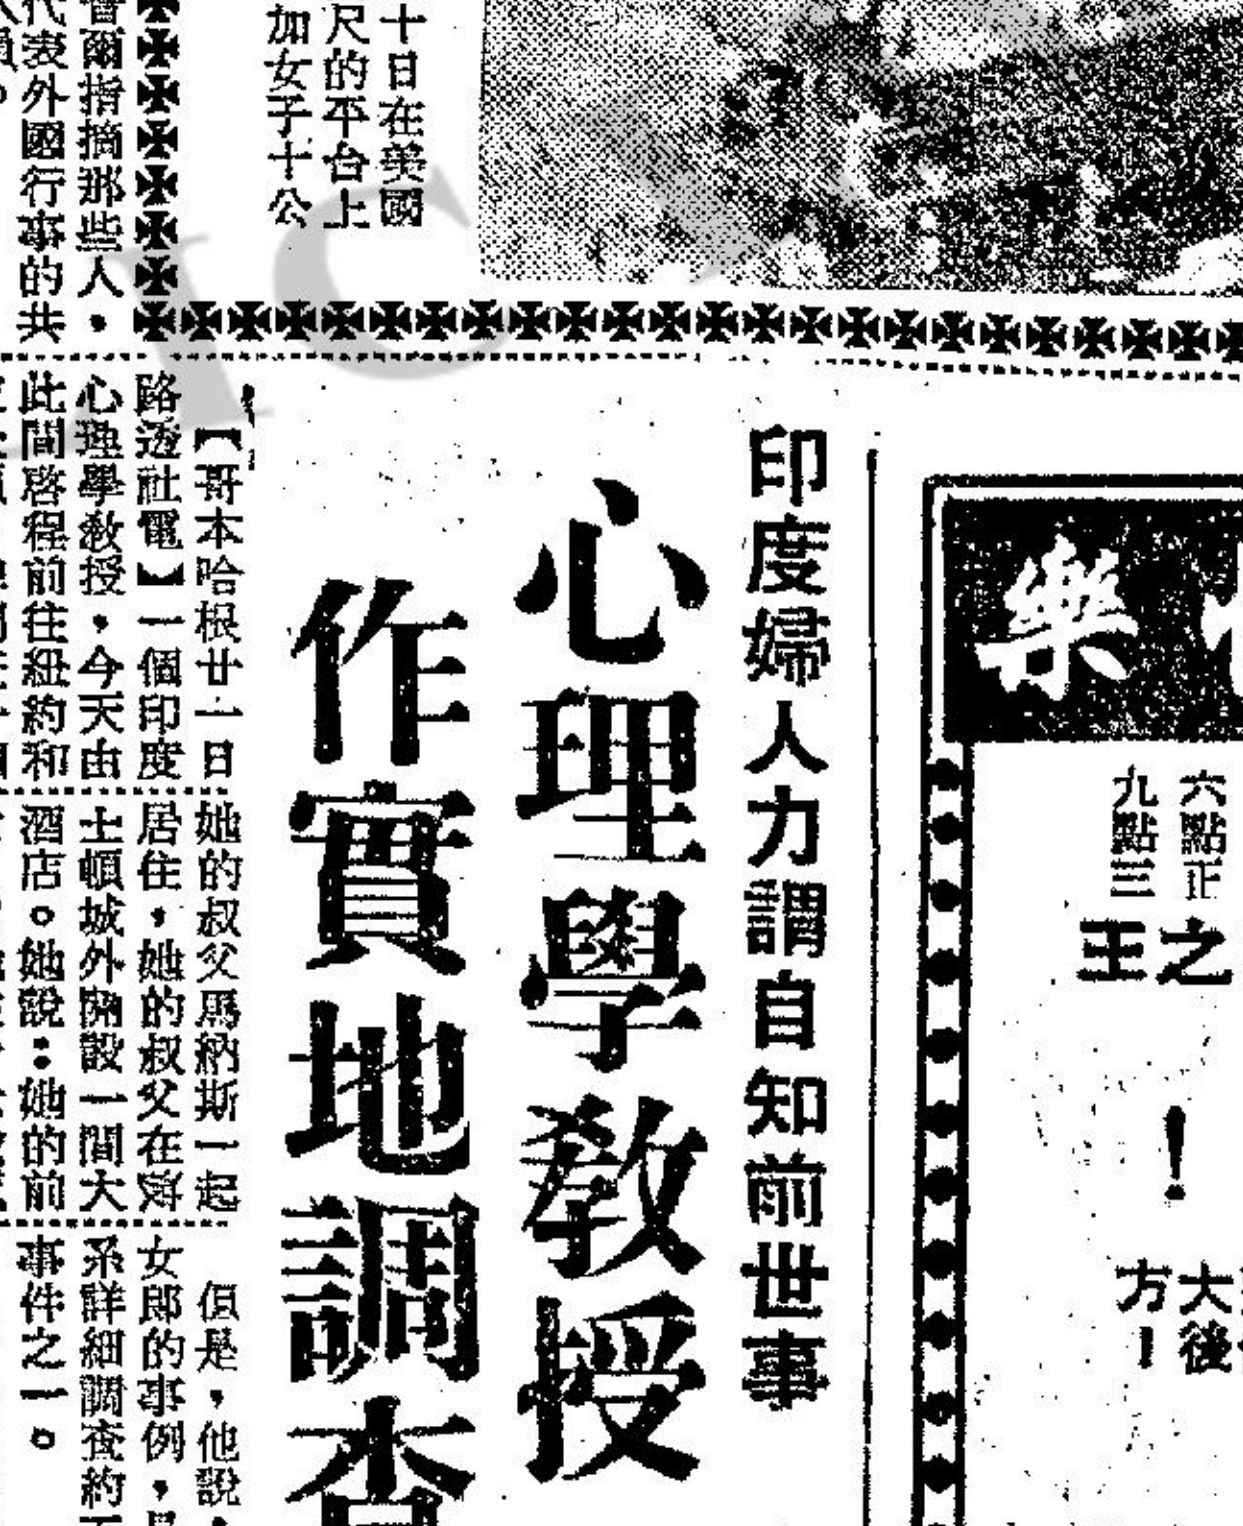 十日在美國
尺的平台上
加女子十公
爾指摘那些人，
代表外國行事的共
印度婦人力謂自知前世事
心理學教授
作實地調查
【哥本哈根廿一日
路透社電】一個印度
心理學教授，今天由
此間啓程前往紐約和
她的叔父馬納斯一起
居住，她的叔父在
士頓城外開設一間大
酒店。她說：她的前
但是，他說，
女郎的事例，
系詳細調查約
事件之一。
樂
六點正
九點三
之
王
！
大後
方！